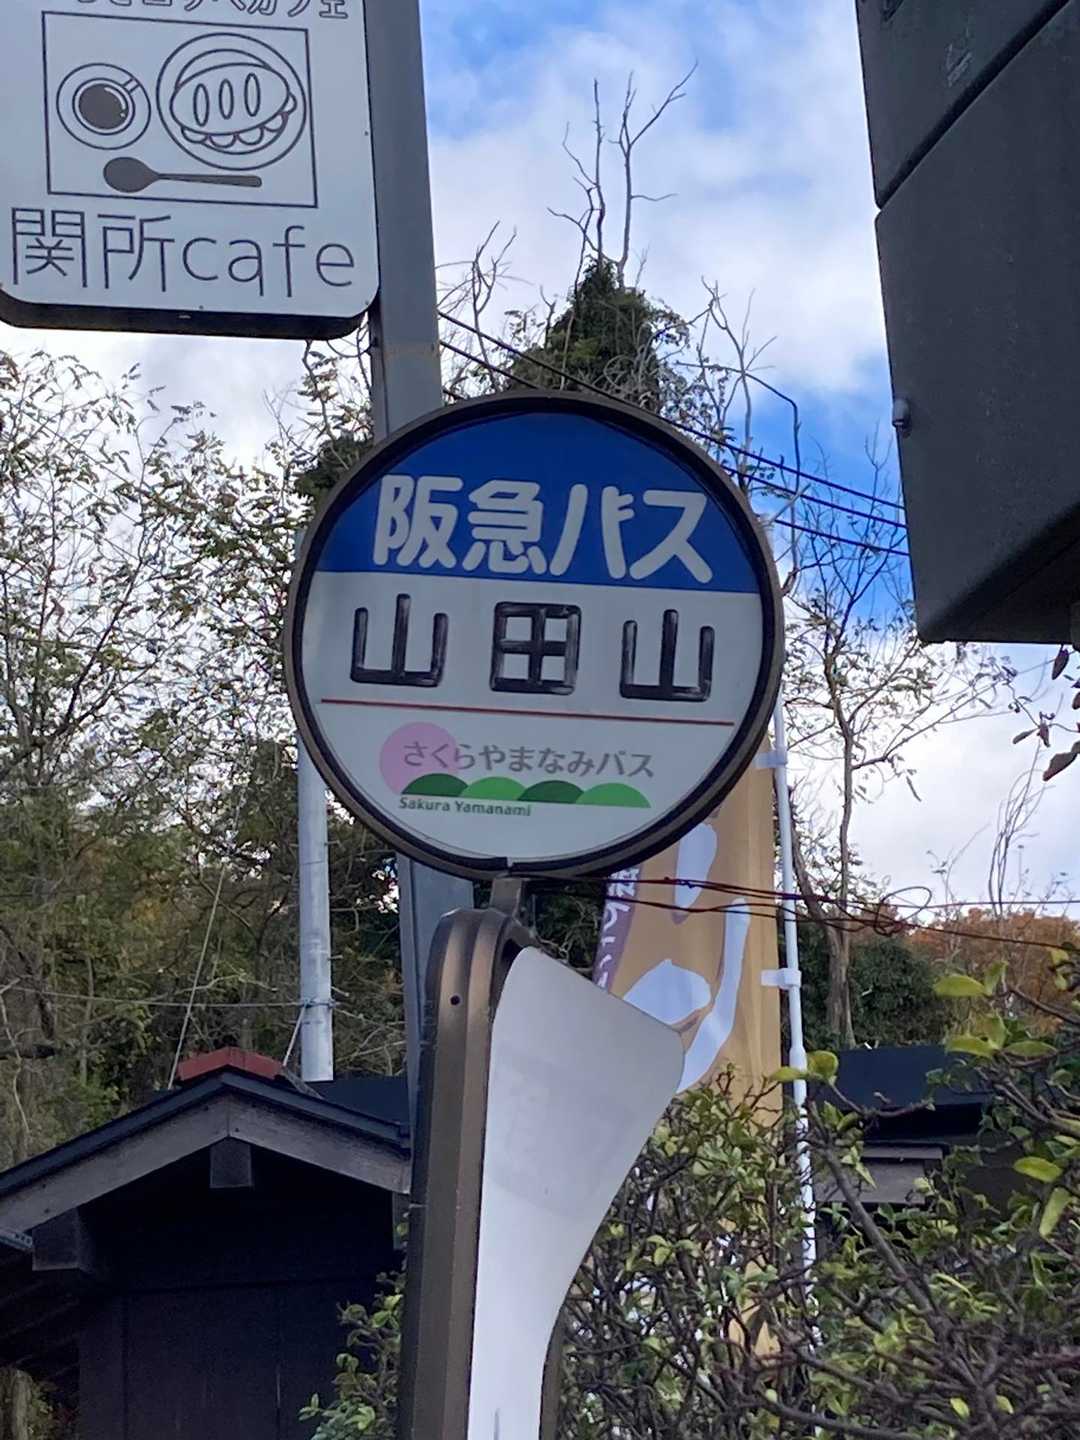 関所cafe
阪急バス
山田山
さくらやまなみバス
Sakura Yamanami